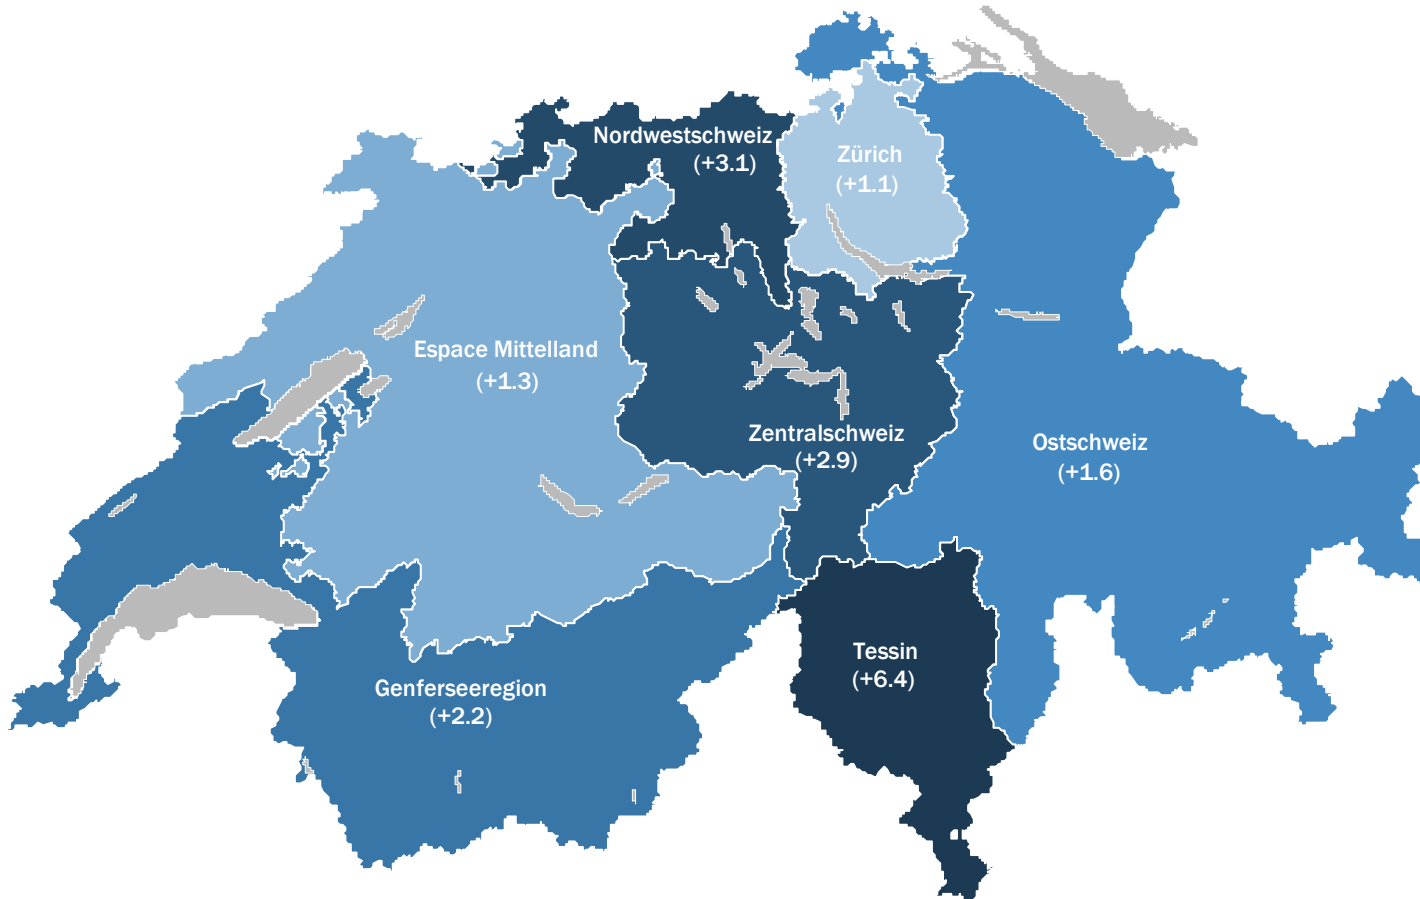 Nordwestschweiz
(+3.1)
Zürich
(+1.1)
Espace Mittelland
(+1.3)
Zentralschweiz
(+2.9)
Ostschweiz
(+1.6)
Tessin
(+6.4)
Genferseeregion
(+2.2)